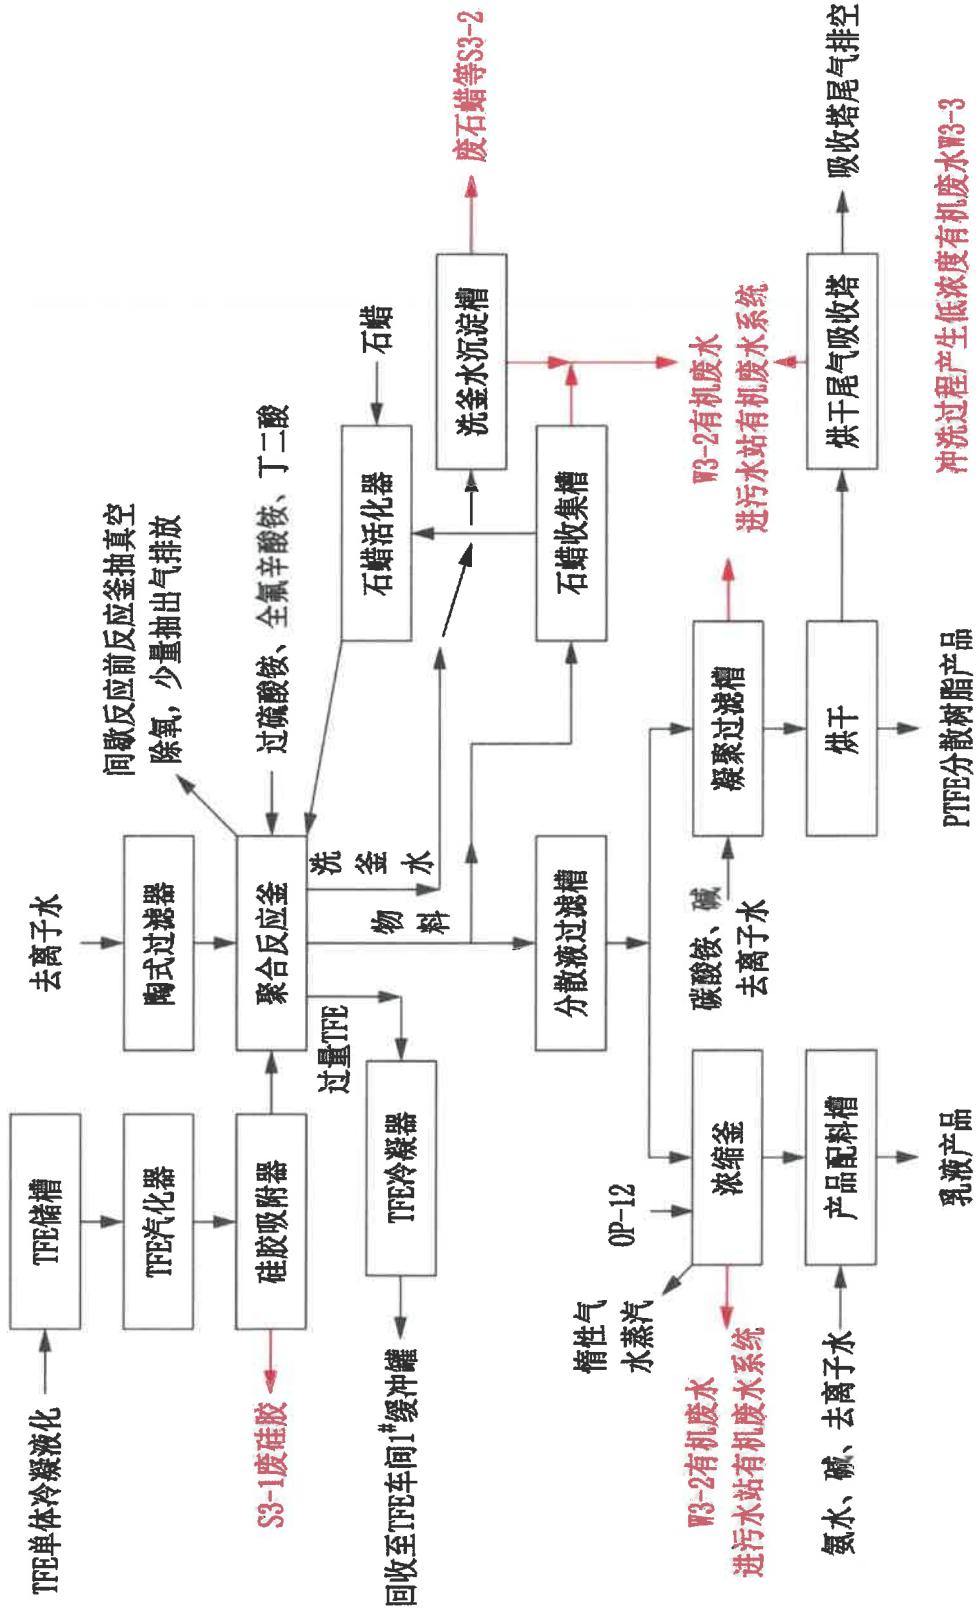 TFE单体冷凝液化
TFE储槽
TFE汽化器
硅胶吸附器
S3-1废硅胶
去离子水
陶式过滤器
聚合反应釜
间歇反应前反应釜抽真空
除氧，少量抽出气排放
过硫酸铵、全氟辛酸铵、丁二酸
石蜡
石蜡活化器
洗釜水
物料
过量TFE
TFE冷凝器
回收至TFE车间1#缓冲罐
洗釜水沉淀槽
废石蜡等S3-2
石蜡收集槽
分散液过滤槽
W3-2有机废水
进污水站有机废水系统
OP-12
惰性气
水蒸汽
浓缩釜
W3-2有机废水
进污水站有机废水系统
碳酸铵、碱
去离子水
凝聚过滤槽
氨水、碱、去离子水
产品配料槽
乳液产品
烘干
PTFE分散树脂产品
烘干尾气吸收塔
吸收塔尾气排空
冲洗过程产生低浓度有机废水W3-3